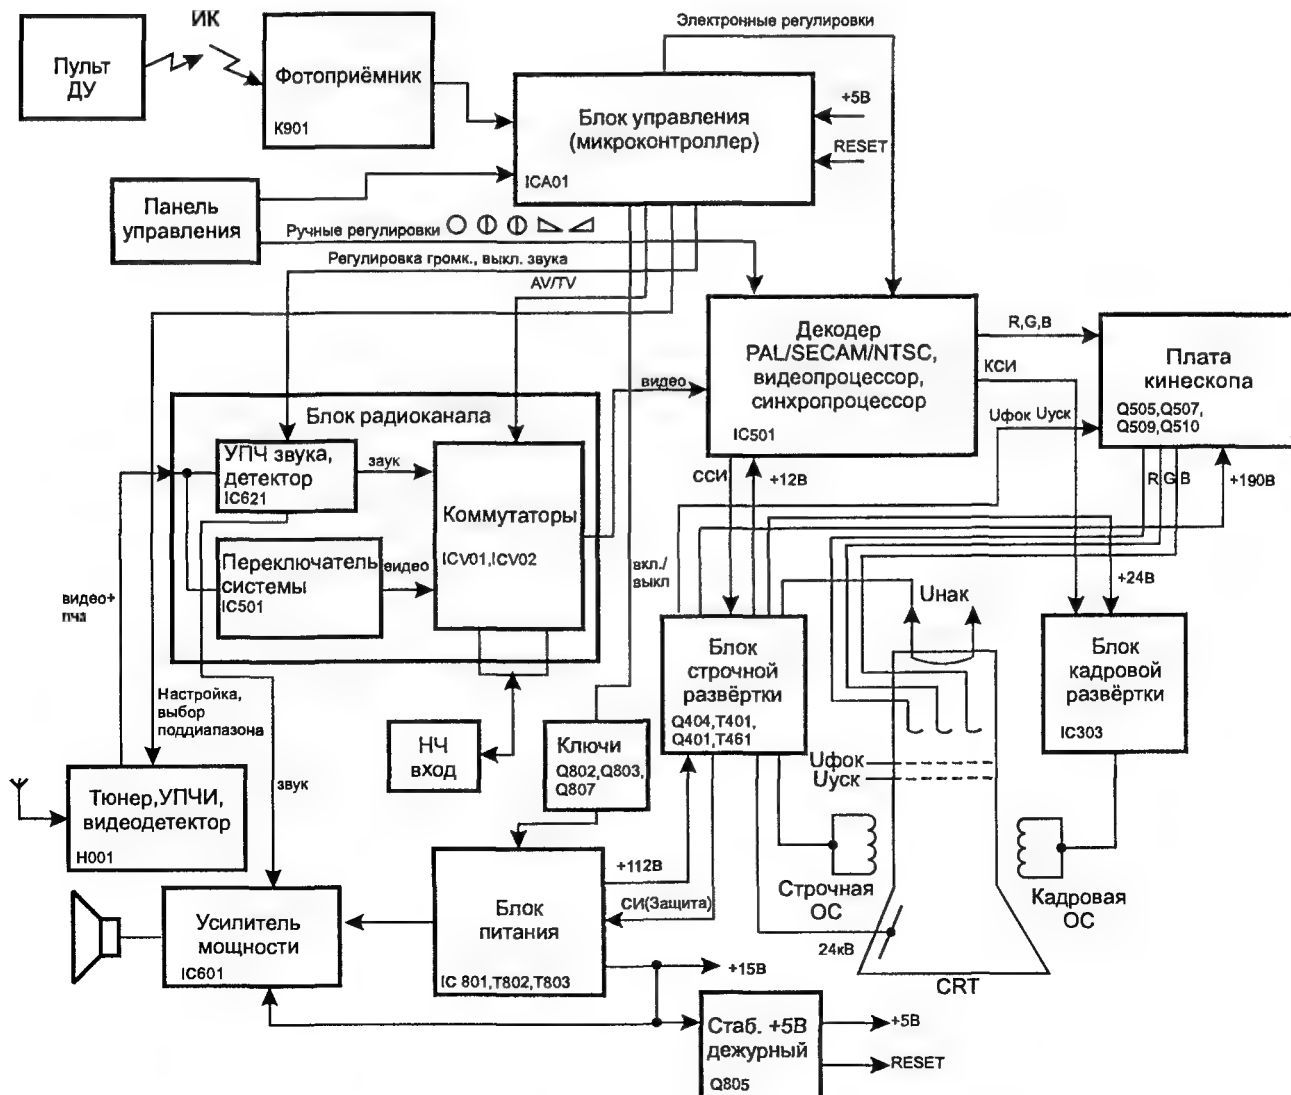 ИК
Электронные регулировки
Пульт
ДУ
Фотоприёмник
К901
Блок управления
(микроконтроллер)
ICA01
+5В
RESET
Панель
управления
Ручные регулировки
Регулировка громк., выкл. звука
AV/TV
Декодер
PAL/SECAM/NTSC,
видеопроцессор,
синхропроцессор
IC501
R,G,B
КСИ
Плата
кинескопа
Q505,Q507,
Q509,Q510
Uфок Uуск
видео
Блок радиоканала
УПЧ звука,
детектор
IC621
заук
Коммутаторы
ICV01,ICV02
Переключатель
системы
IC501
видео
ССИ
+12В
R G B
+190В
вкл./
выкл
+24В
видео+
пча
Uнак
Блок
строчной
развёртки
Q404,T401,
Q401,T461
Блок
кадровой
развёртки
IC303
Настройка,
выбор
поддиапазона
НЧ
вход
Ключи
Q802,Q803,
Q807
Uфок
Uуск
звук
Тюнер,УПЧИ,
видеодетектор
H001
+112В
СИ(Защита)
Строчная
ОС
Кадровая
ОС
Усилитель
мощности
IC601
Блок
питания
IC 801,T802,T803
24кВ
+15В
CRT
Стаб. +5В
дежурный
Q805
+5В
RESET